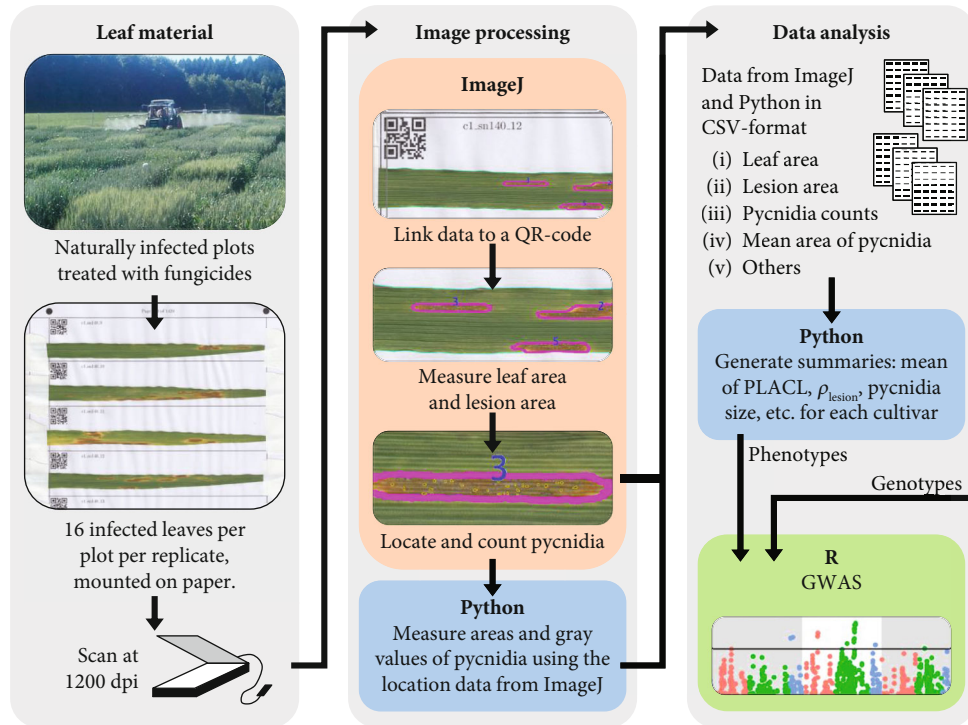 Leaf material
Naturally infected plots
treated with fungicides
16 infected leaves per
plot per replicate,
mounted on paper.
Scan at
1200 dpi
Image processing
ImageJ
c1_sn140_12
1
Link data to a QR-code
3
2
5
Measure leaf area
and lesion area
3
Locate and count pycnidia
Python
Measure areas and gray
values of pycnidia using the
location data from ImageJ
Data analysis
Data from ImageJ
and Python in
CSV-format
(i) Leaf area
(ii) Lesion area
(iii) Pycnidia counts
(iv) Mean area of pycnidia
(v) Others
Python
Generate summaries: mean
of PLACL, ρlesion, pycnidia
size, etc. for each cultivar
Phenotypes
Genotypes
R
GWAS